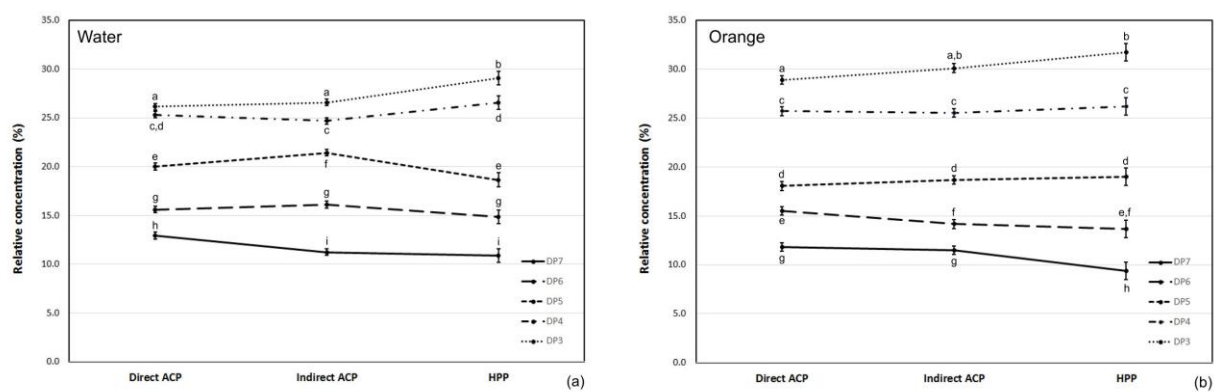 Water
35.0
30.0
25.0
20.0
15.0
10.0
5.0
0.0
Relative concentration (%)
a a b
c,d c d
e f e
g g g
h i i
DP7
DP6
DP5
DP4
DP3
Direct ACP Indirect ACP HPP
(a)
Orange
35.0
30.0
25.0
20.0
15.0
10.0
5.0
0.0
Relative concentration (%)
a a,b b
c c c
d d d
e f e,f
g g h
DP7
DP6
DP5
DP4
DP3
Direct ACP Indirect ACP HPP
(b)